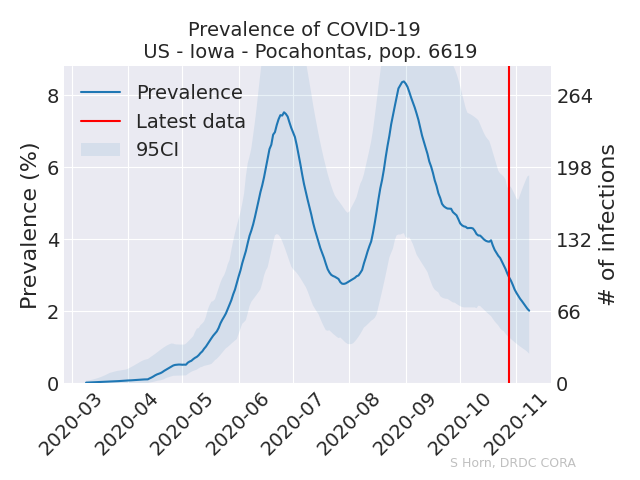 Prevalence of COVID-19
US - Iowa - Pocahontas, pop. 6619
Prevalence
Latest data
95CI
Prevalence (%)
0
2
4
6
8
# of infections
0
66
132
198
264
2020-03
2020-04
2020-05
2020-06
2020-07
2020-08
2020-09
2020-10
2020-11
S Horn, DRDC CORA